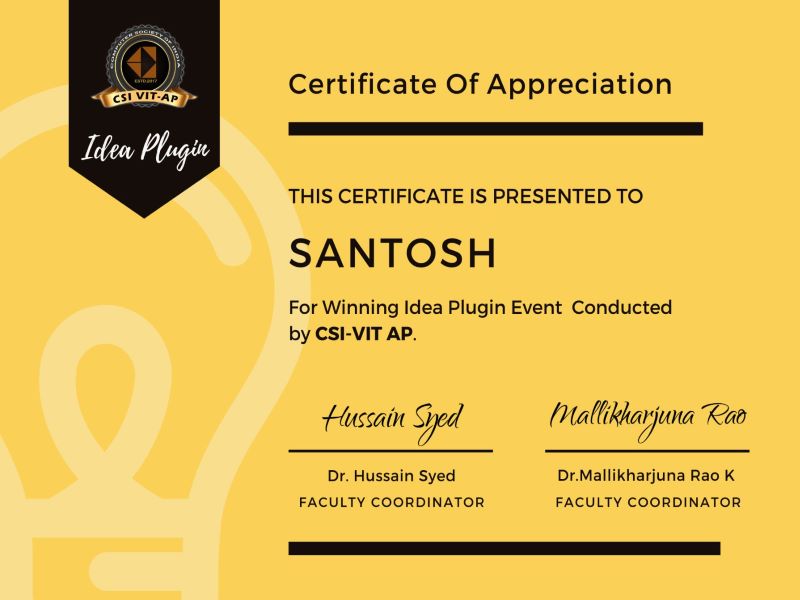 COMPUTER SOCIETY OF INDIA
ESTD.2017
CSI VIT-AP
Idea Plugin
Certificate Of Appreciation
THIS CERTIFICATE IS PRESENTED TO
SANTOSH
For Winning Idea Plugin Event  Conducted
by CSI-VIT AP.
Hussain Syed
Mallikharjuna Rao
Dr. Hussain Syed
Dr.Mallikharjuna Rao K
FACULTY COORDINATOR
FACULTY COORDINATOR